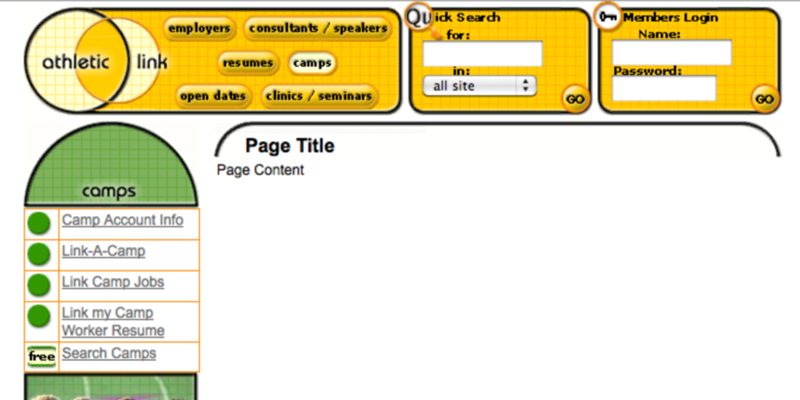 athletic link
employers
consultants / speakers
resumes
camps
open dates
clinics / seminars
Quick Search
for:
in:
all site
GO
Members Login
Name:
Password:
GO
camps
Camp Account Info
Link-A-Camp
Link Camp Jobs
Link my Camp
Worker Resume
free
Search Camps
Page Title
Page Content